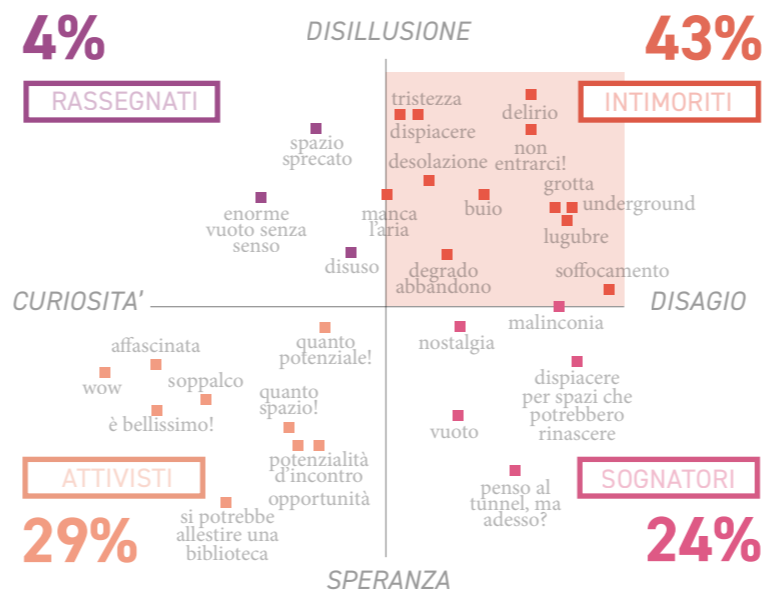 4%
DISILLUSIONE
43%
RASSEGNATI
INTIMORITI
tristezza
dispiacere
delirio
non
entrarci!
spazio
sprecato
desolazione
grotta
underground
lugubre
buio
manca
l'aria
enorme
vuoto senza
senso
disuso
degrado
abbandono
soffocamento
CURIOSITA'
DISAGIO
malinconia
nostalgia
quanto
potenziale!
affascinata
wow
soppalco
è bellissimo!
quanto
spazio!
dispiacere
per spazi che
potrebbero
rinascere
vuoto
potenzialità
d'incontro
opportunità
ATTIVISTI
SOGNATORI
penso al
tunnel, ma
adesso?
si potrebbe
allestire una
biblioteca
29%
24%
SPERANZA